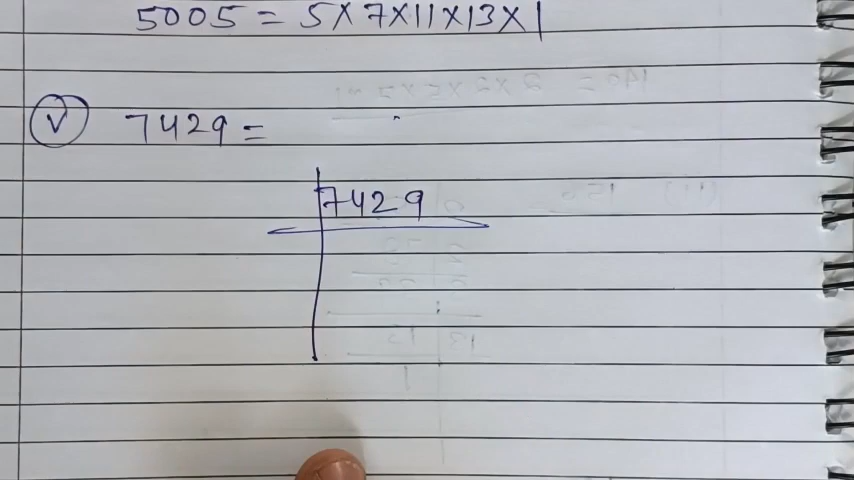 5005 = 5×7×11×13×1
(V) 7429 =
7429